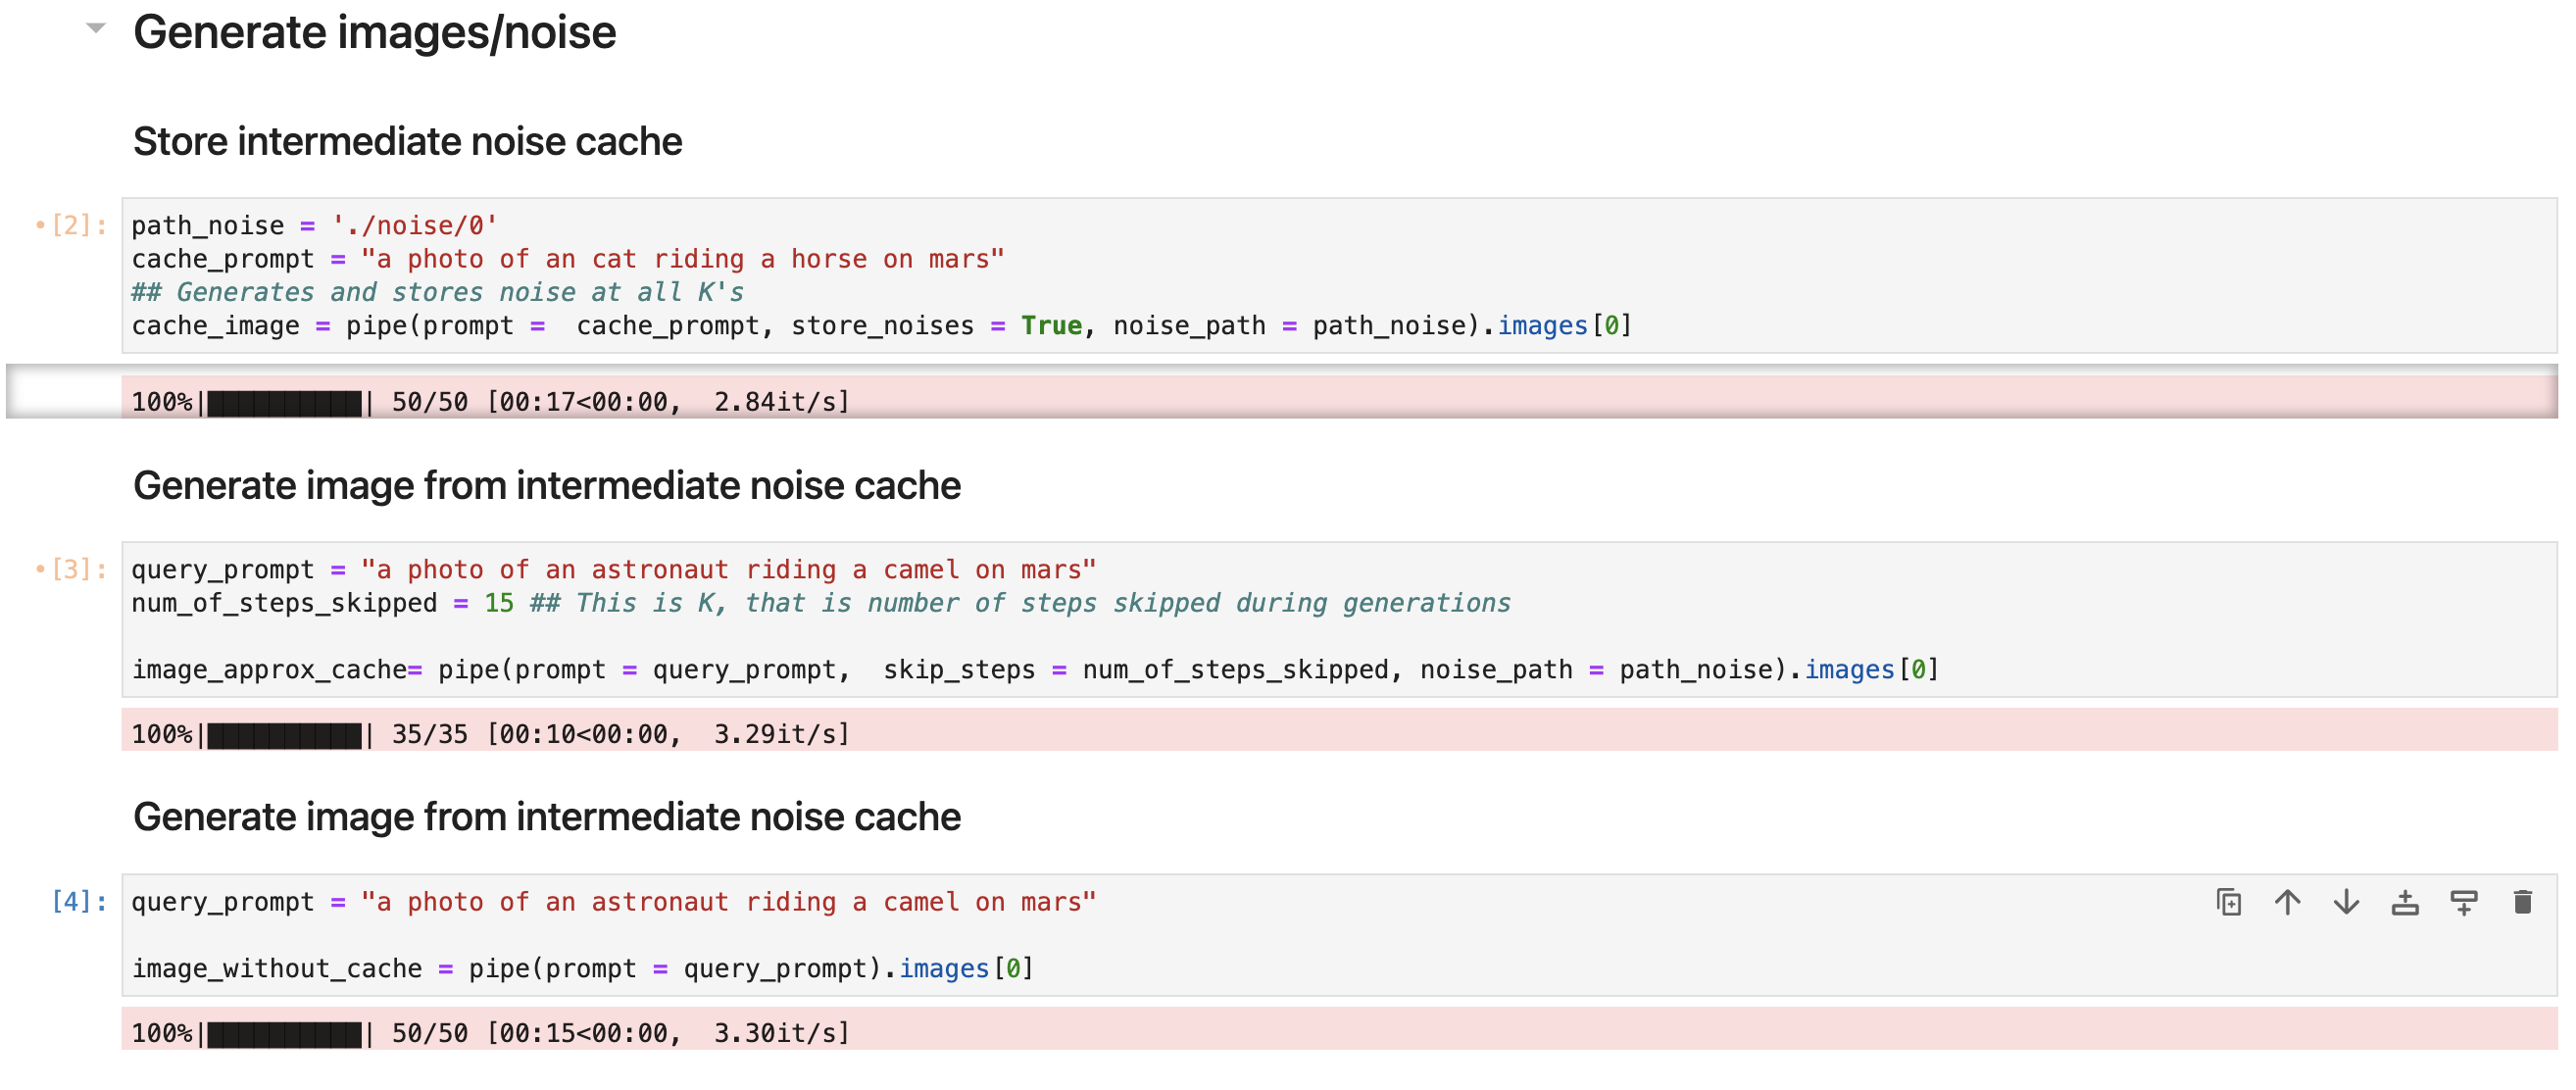 Generate images/noise
Store intermediate noise cache
•[2]: path_noise = './noise/0'
cache_prompt = "a photo of an cat riding a horse on mars"
## Generates and stores noise at all K's
cache_image = pipe(prompt =  cache_prompt, store_noises = True, noise_path = path_noise).images[0]
100%|██████████| 50/50 [00:17<00:00,  2.84it/s]
Generate image from intermediate noise cache
•[3]: query_prompt = "a photo of an astronaut riding a camel on mars"
num_of_steps_skipped = 15 ## This is K, that is number of steps skipped during generations
image_approx_cache= pipe(prompt = query_prompt,  skip_steps = num_of_steps_skipped, noise_path = path_noise).images[0]
100%|██████████| 35/35 [00:10<00:00,  3.29it/s]
Generate image from intermediate noise cache
[4]: query_prompt = "a photo of an astronaut riding a camel on mars"
image_without_cache = pipe(prompt = query_prompt).images[0]
100%|██████████| 50/50 [00:15<00:00,  3.30it/s]